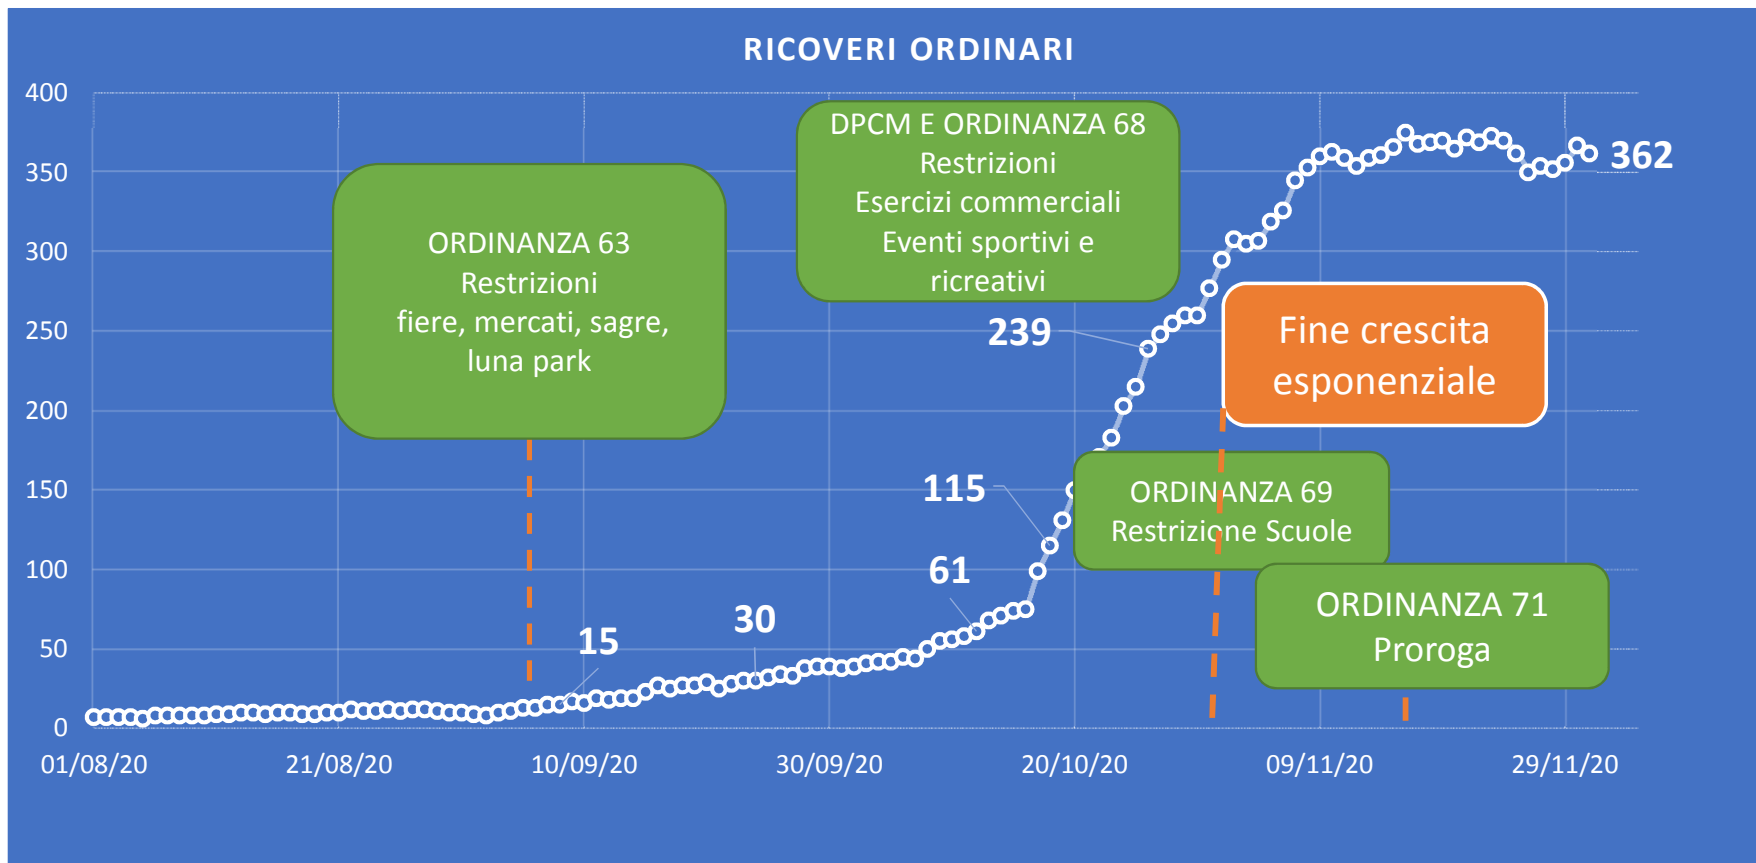 RICOVERI ORDINARI
400
350
300
250
200
150
100
50
0
ORDINANZA 63
Restrizioni
fiere, mercati, sagre,
luna park
DPCM E ORDINANZA 68
Restrizioni
Esercizi commerciali
Eventi sportivi e
ricreativi
362
239
Fine crescita
esponenziale
115
ORDINANZA 69
Restrizione Scuole
61
ORDINANZA 71
Proroga
30
15
01/08/20
21/08/20
10/09/20
30/09/20
20/10/20
09/11/20
29/11/20